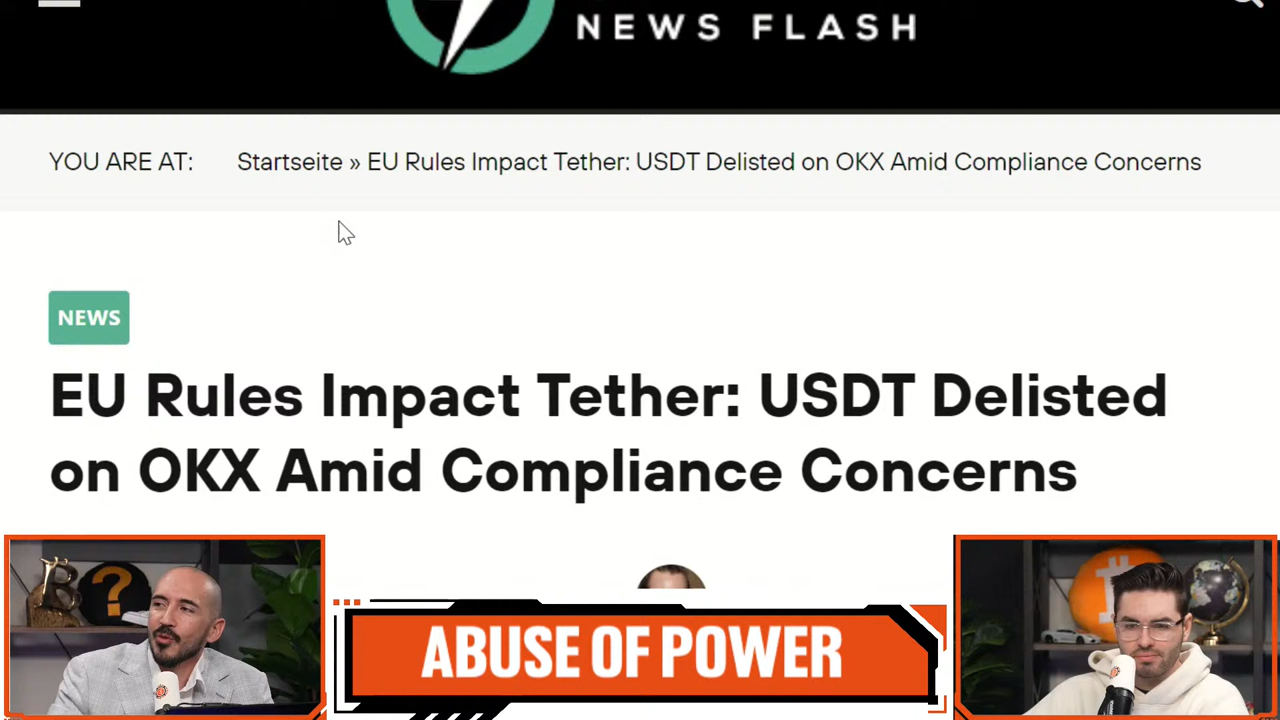 NEWS FLASH
YOU ARE AT: Startseite » EU Rules Impact Tether: USDT Delisted on OKX Amid Compliance Concerns
NEWS
EU Rules Impact Tether: USDT Delisted
on OKX Amid Compliance Concerns
?
ABUSE OF POWER